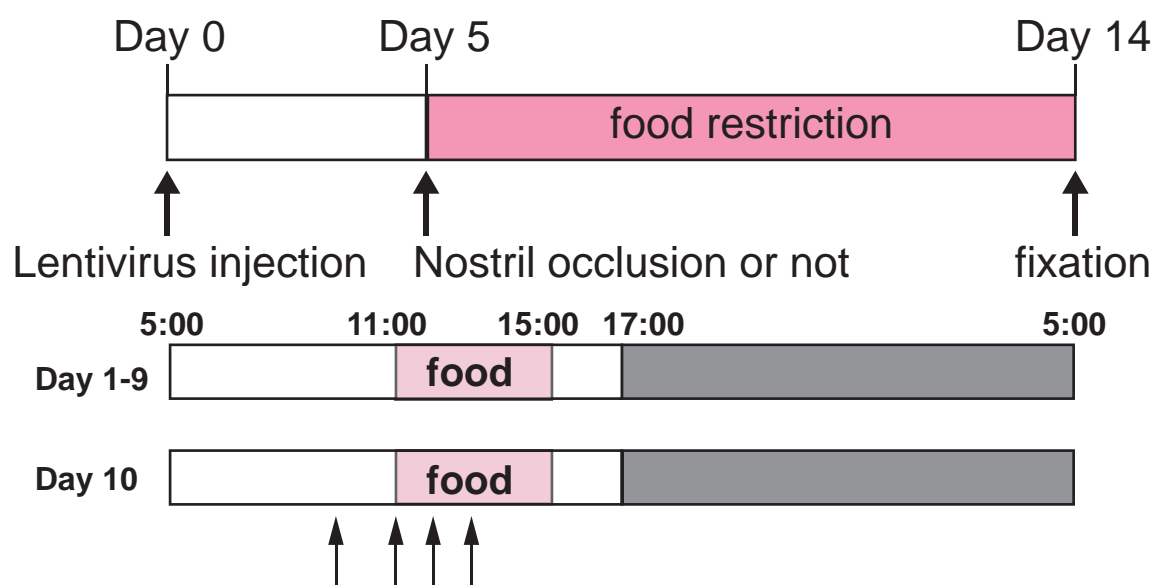 Day 0 Day 5 Day 14
food restriction
Lentivirus injection Nostril occlusion or not fixation
5:00 11:00 15:00 17:00 5:00
Day 1-9 food
Day 10 food